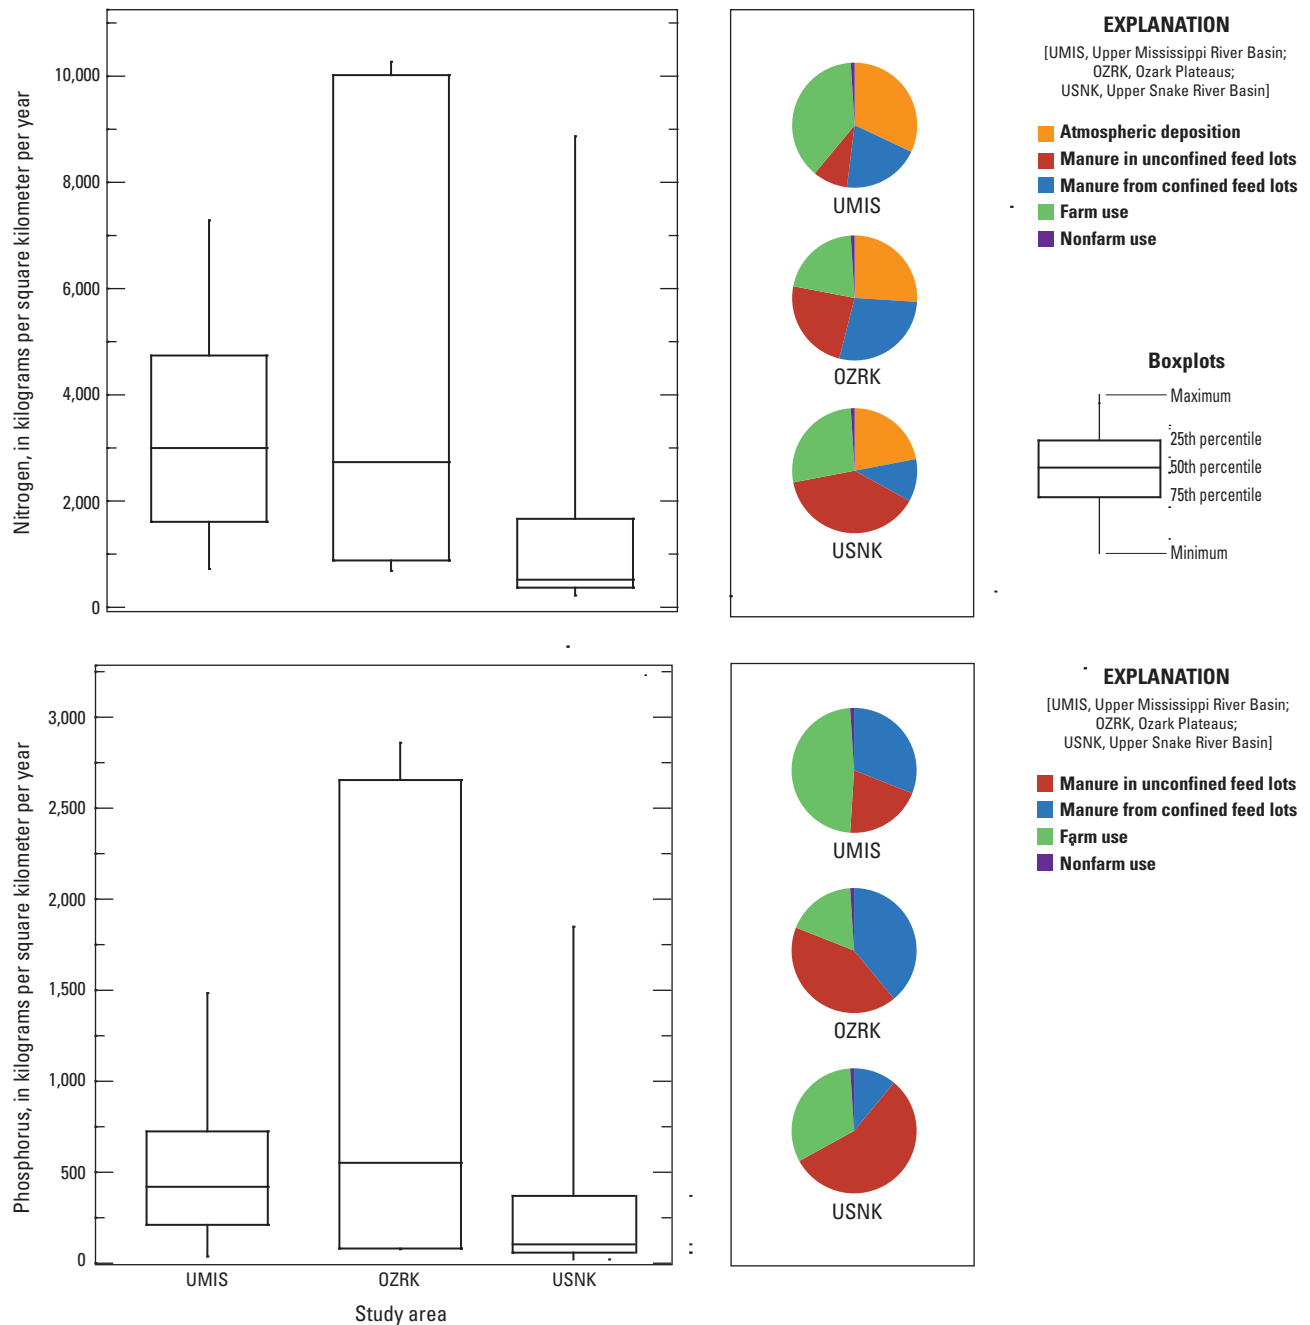 Nitrogen, in kilograms per square kilometer per year
10,000
8,000
6,000
4,000
2,000
0
UMIS
OZRK
USNK
EXPLANATION
[UMIS, Upper Mississippi River Basin;
OZRK, Ozark Plateaus;
USNK, Upper Snake River Basin]
Atmospheric deposition
Manure in unconfined feed lots
Manure from confined feed lots
Farm use
Nonfarm use
Boxplots
Maximum
25th percentile
50th percentile
75th percentile
Minimum
Phosphorus, in kilograms per square kilometer per year
3,000
2,500
2,000
1,500
1,000
500
0
UMIS
OZRK
USNK
Study area
UMIS
OZRK
USNK
EXPLANATION
[UMIS, Upper Mississippi River Basin;
OZRK, Ozark Plateaus;
USNK, Upper Snake River Basin]
Manure in unconfined feed lots
Manure from confined feed lots
Farm use
Nonfarm use